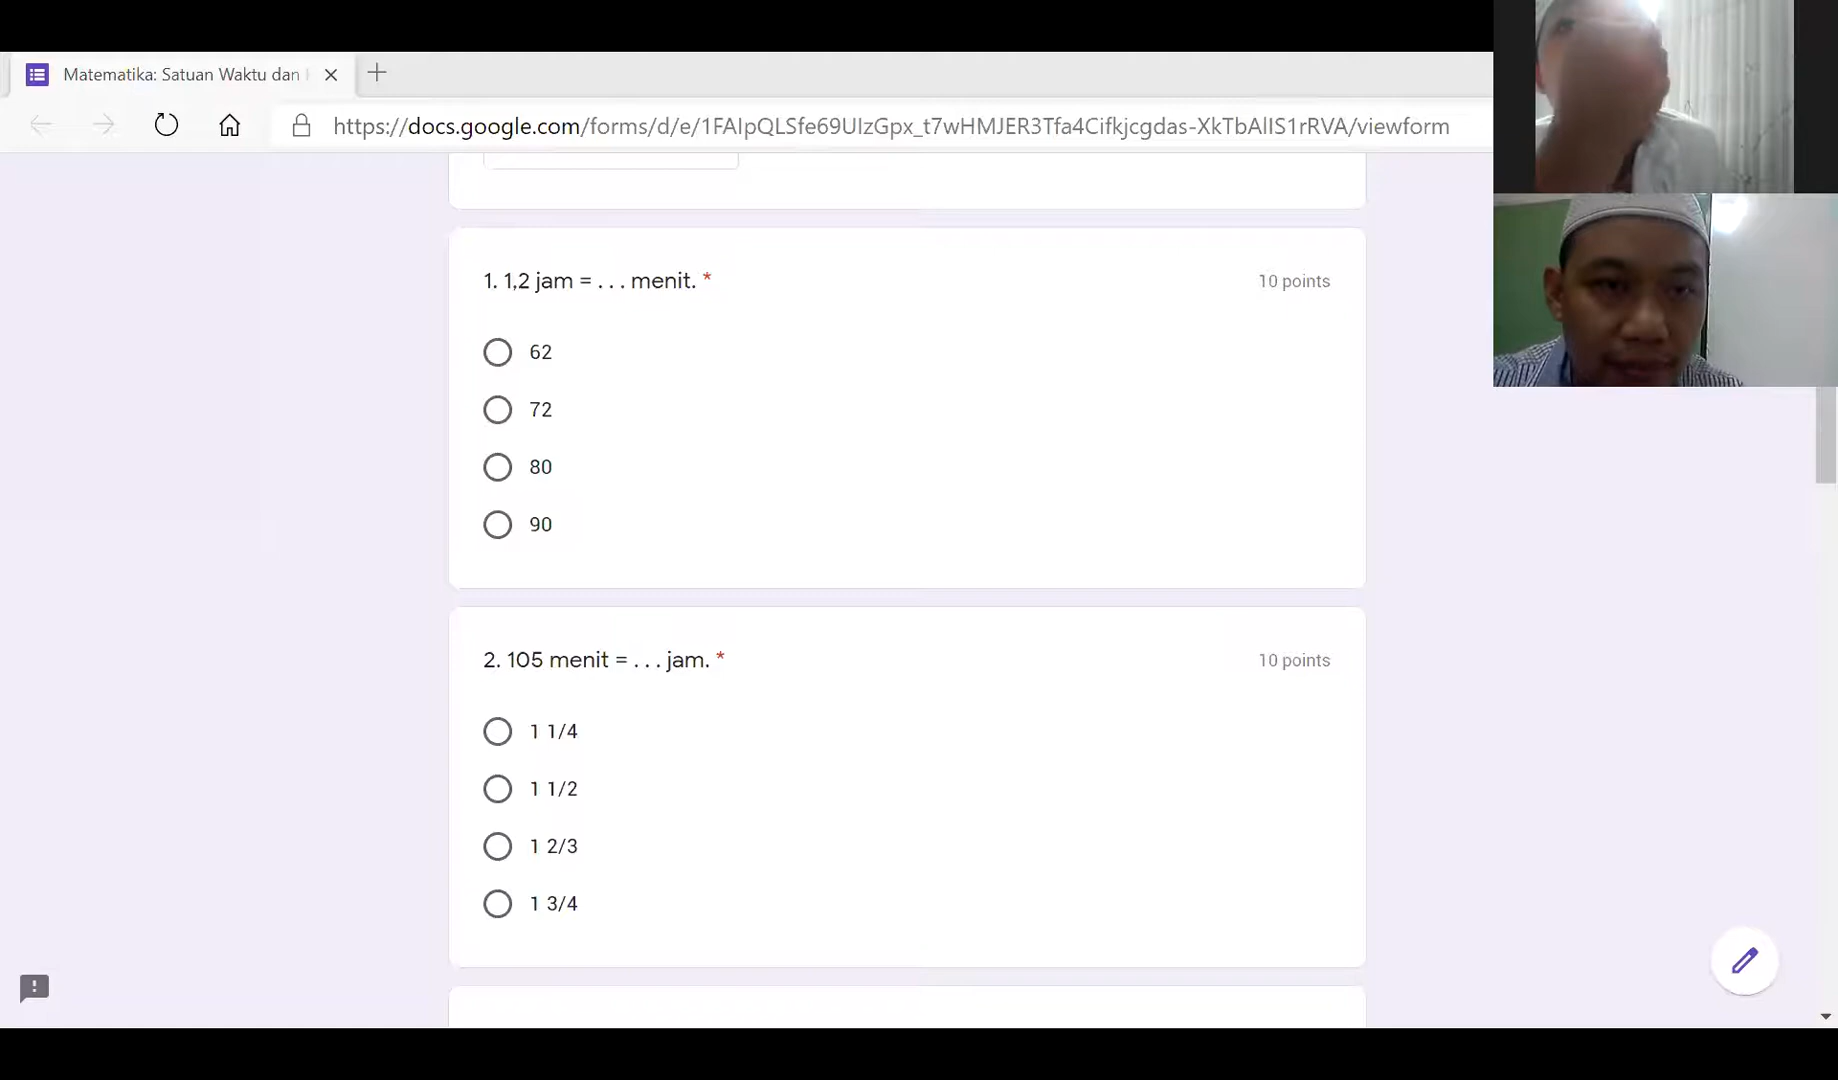 Matematika: Satuan Waktu dan
https://docs.google.com/forms/d/e/1FAIpQLSfe69UIzGpx_t7wHMJER3Tfa4Cifkjcgdas-XkTbAlIS1rRVA/viewform
1. 1,2 jam = . . . menit. *
10 points
62
72
80
90
2. 105 menit = . . . jam. *
10 points
1 1/4
1 1/2
1 2/3
1 3/4